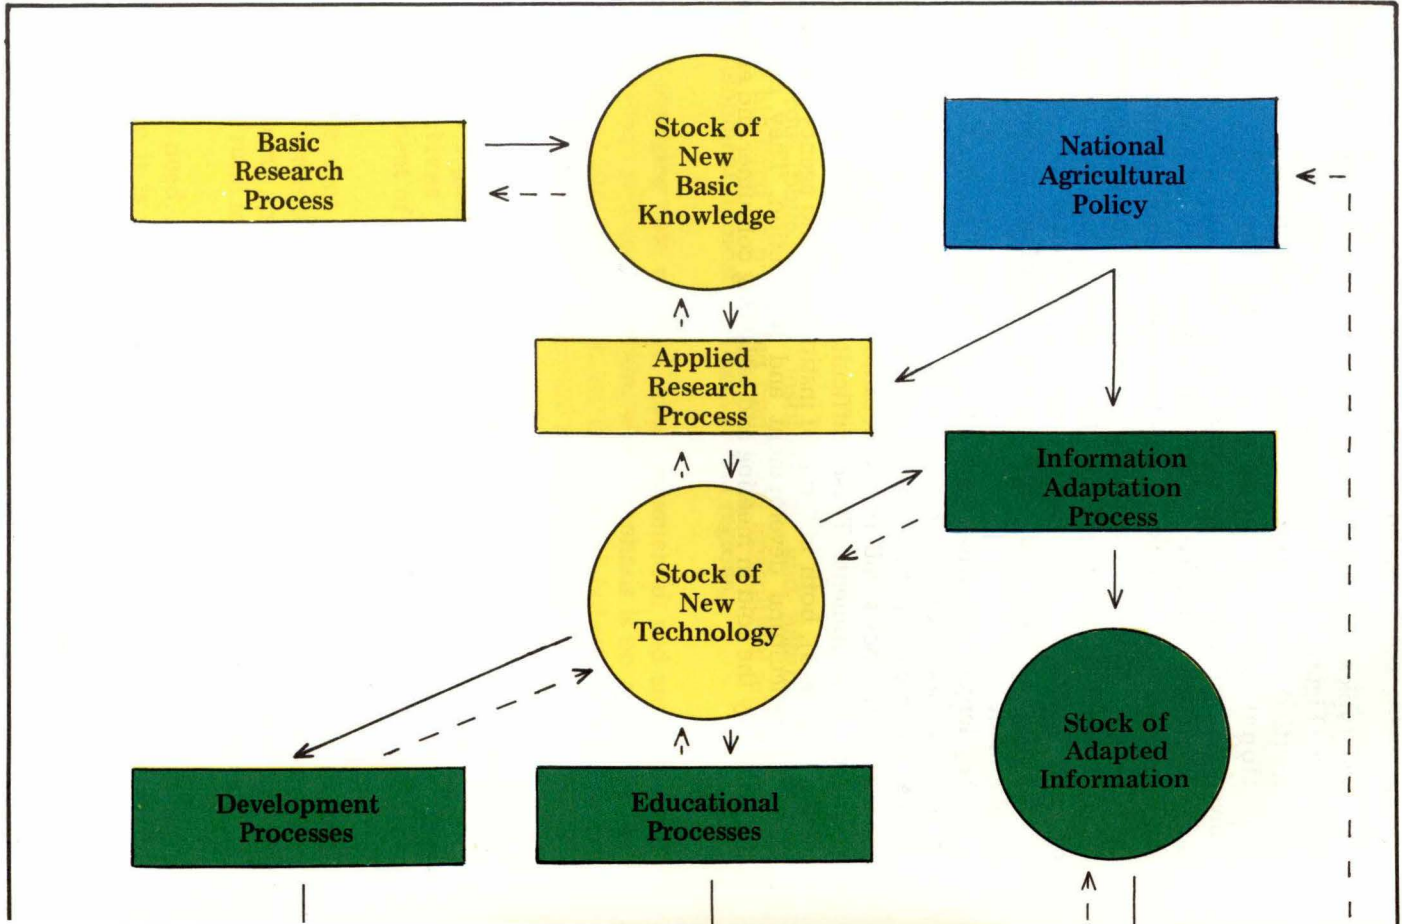 Basic
Research
Process
Stock of
New
Basic
Knowledge
National
Agricultural
Policy
Applied
Research
Process
Information
Adaptation
Process
Stock of
New
Technology
Stock of
Adapted
Information
Development
Processes
Educational
Processes